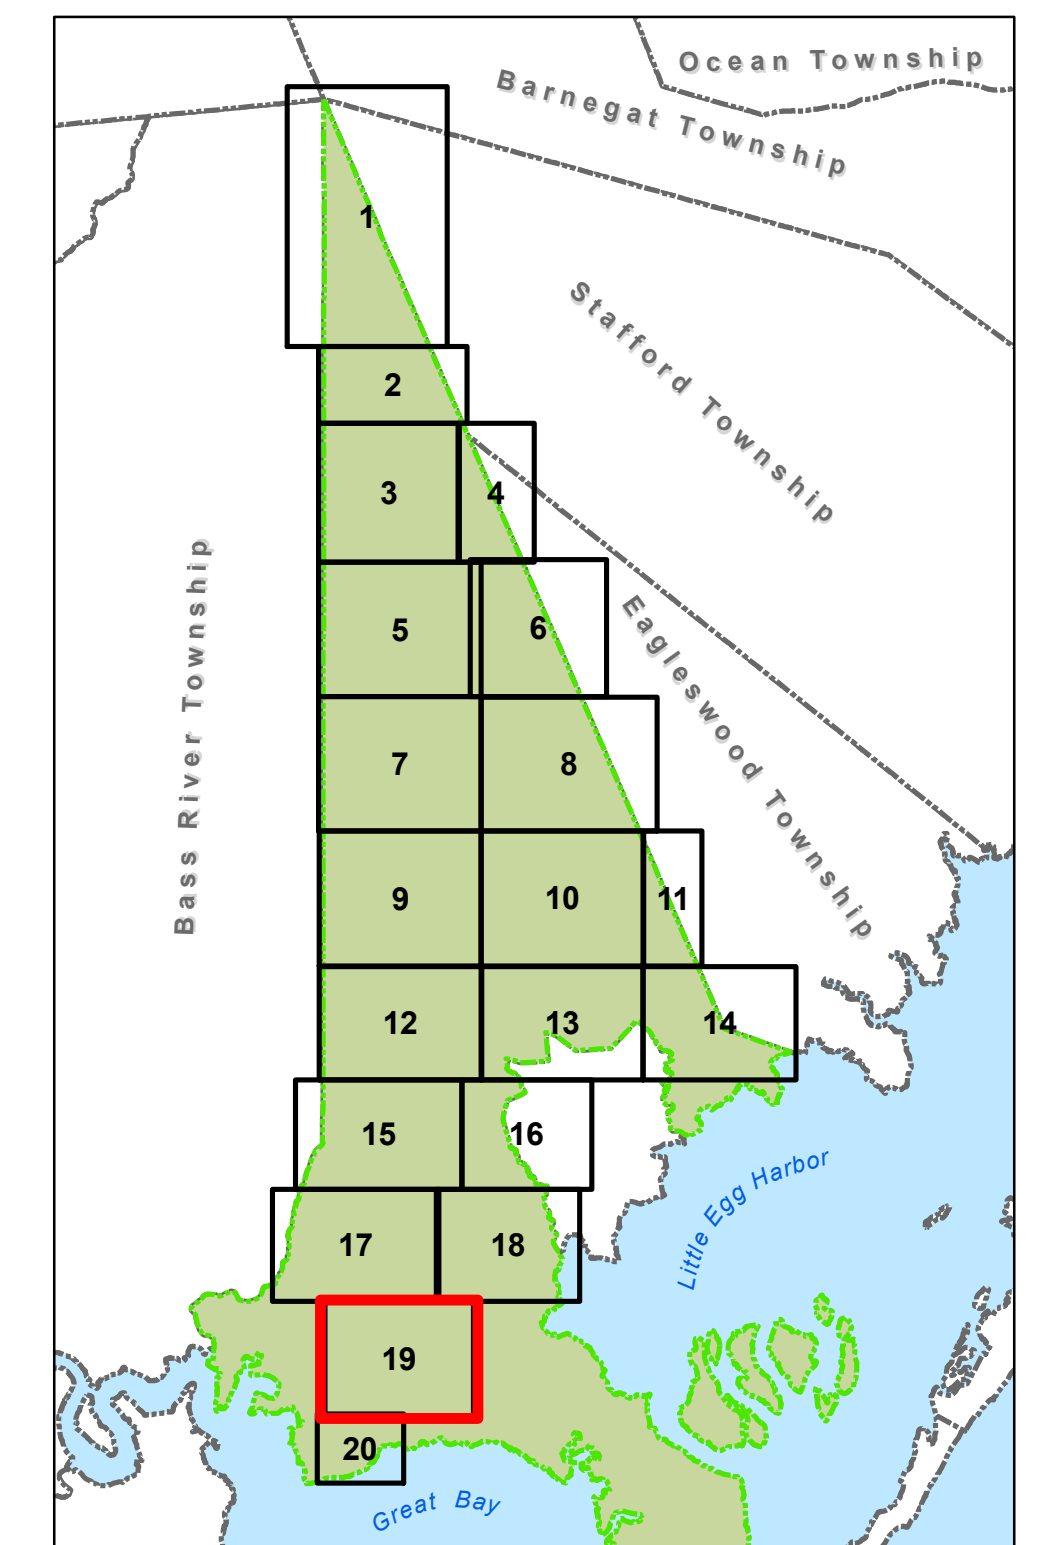 Ocean Township
Barnegat Township
Stafford Township
Eagleswood Township
Bass River Township
1
2
3
4
5
6
7
8
9
10
11
12
13
14
15
16
17
18
19
20
Little Egg Harbor
Great Bay